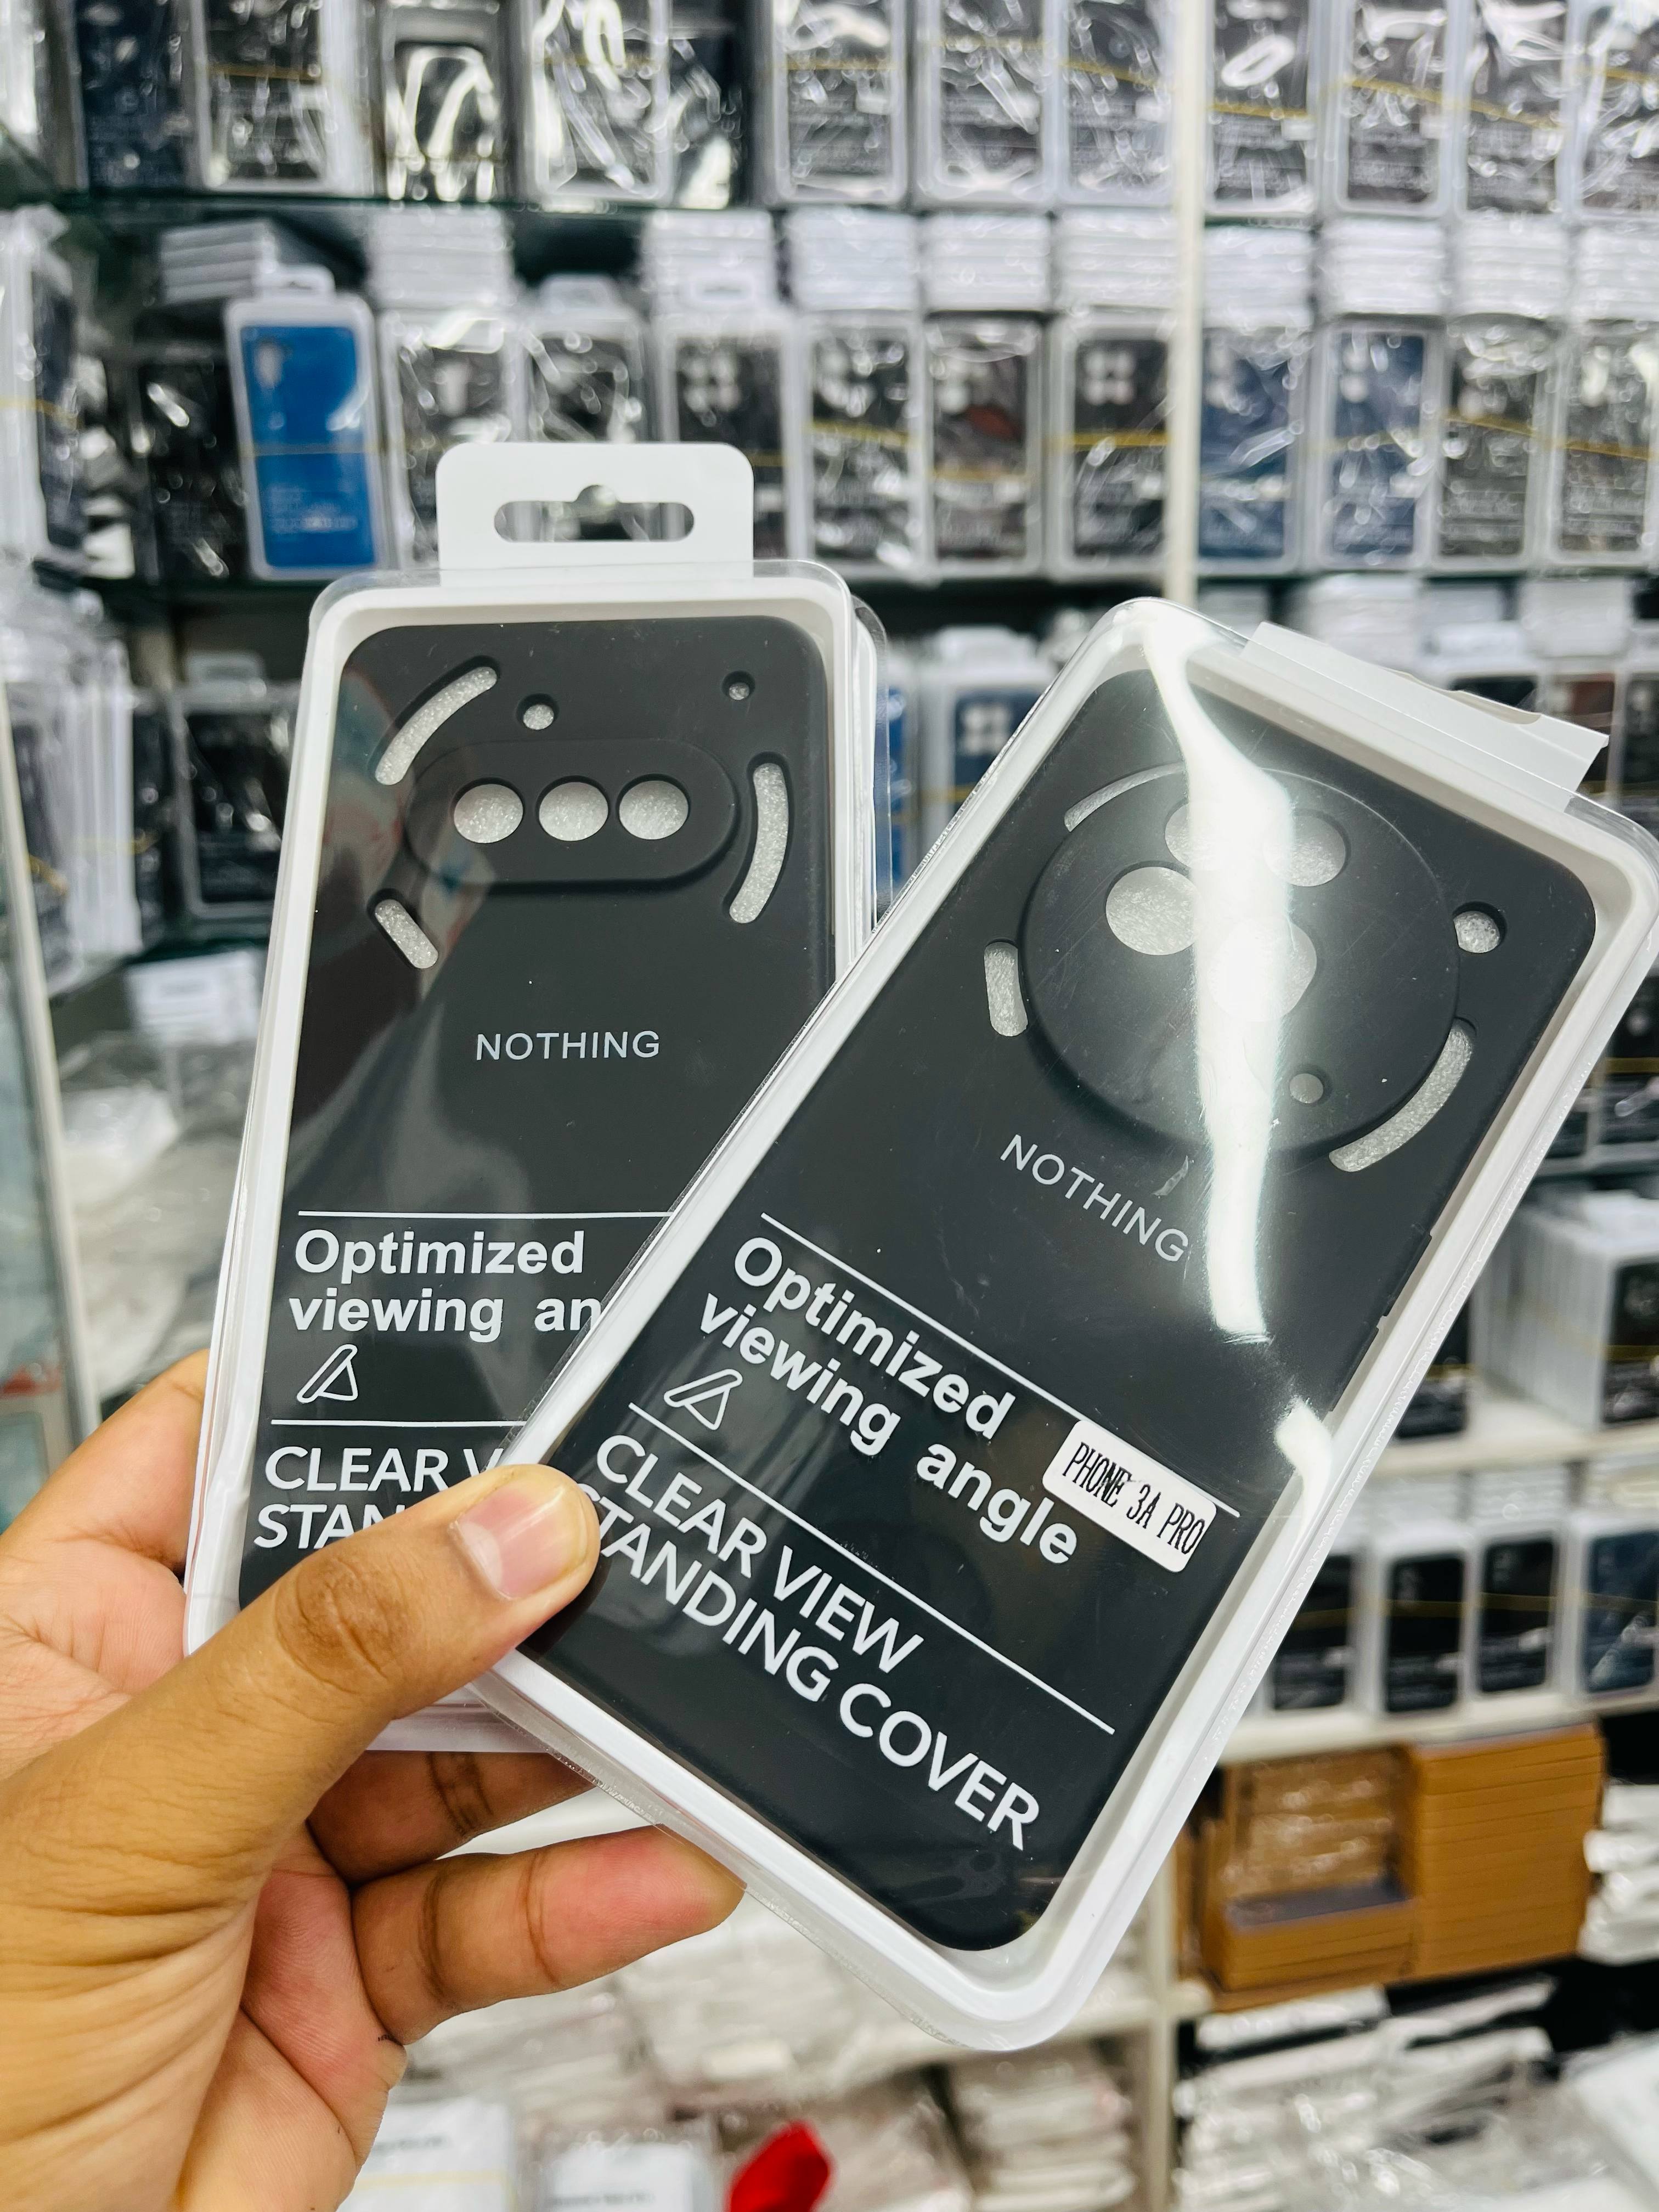 NOTHING
Optimized
viewing an
CLEAR V
STAN
NOTHING
Optimized
viewing angle
PHONE 3A PRO
CLEAR VIEW
STANDING COVER